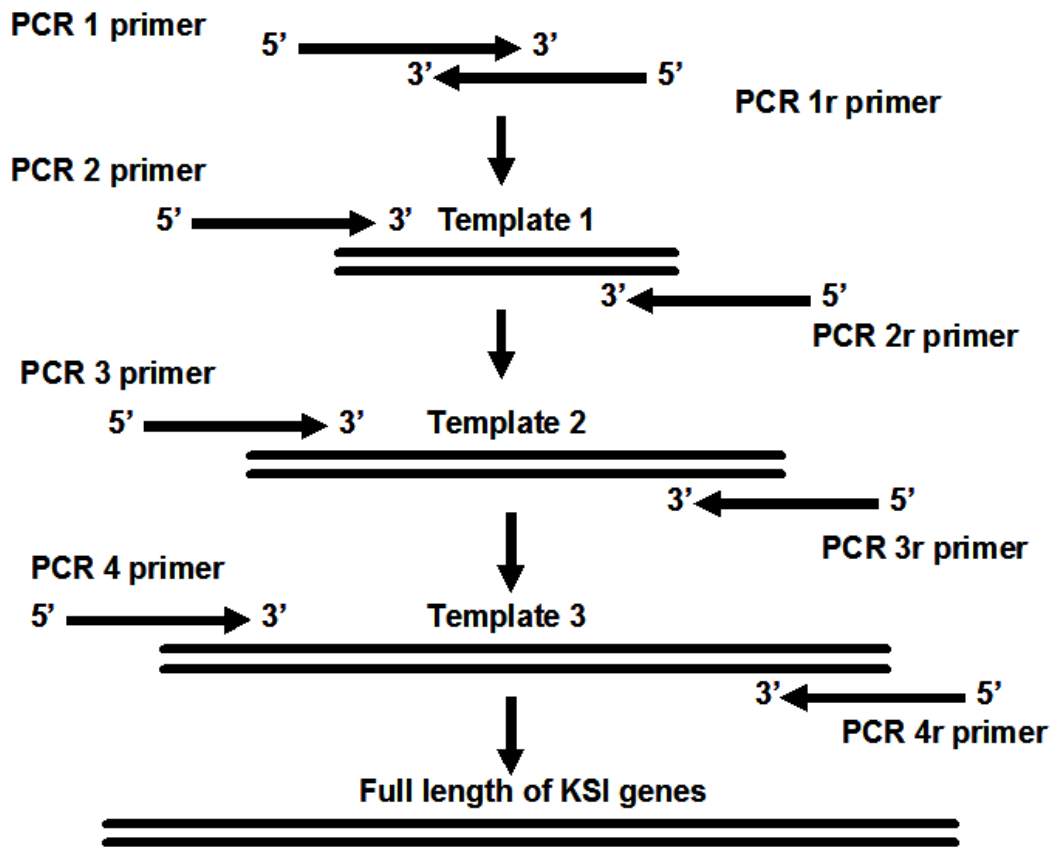 PCR 1 primer
5’ 3’
3’ 5’
PCR 1r primer
PCR 2 primer
5’ 3’ Template 1
3’ 5’
PCR 2r primer
PCR 3 primer
5’ 3’ Template 2
3’ 5’
PCR 3r primer
PCR 4 primer
5’ 3’ Template 3
3’ 5’
PCR 4r primer
Full length of KSI genes